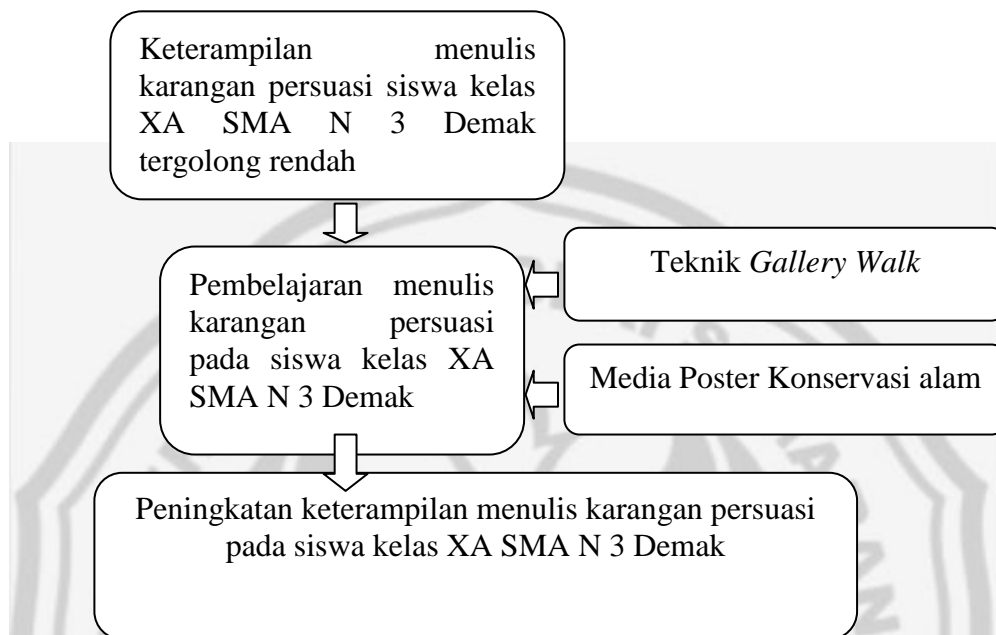 Keterampilan menulis
karangan persuasi siswa kelas
XA SMA N 3 Demak
tergolong rendah
Teknik Gallery Walk
Pembelajaran menulis
karangan persuasi
pada siswa kelas XA
SMA N 3 Demak
Media Poster Konservasi alam
Peningkatan keterampilan menulis karangan persuasi
pada siswa kelas XA SMA N 3 Demak